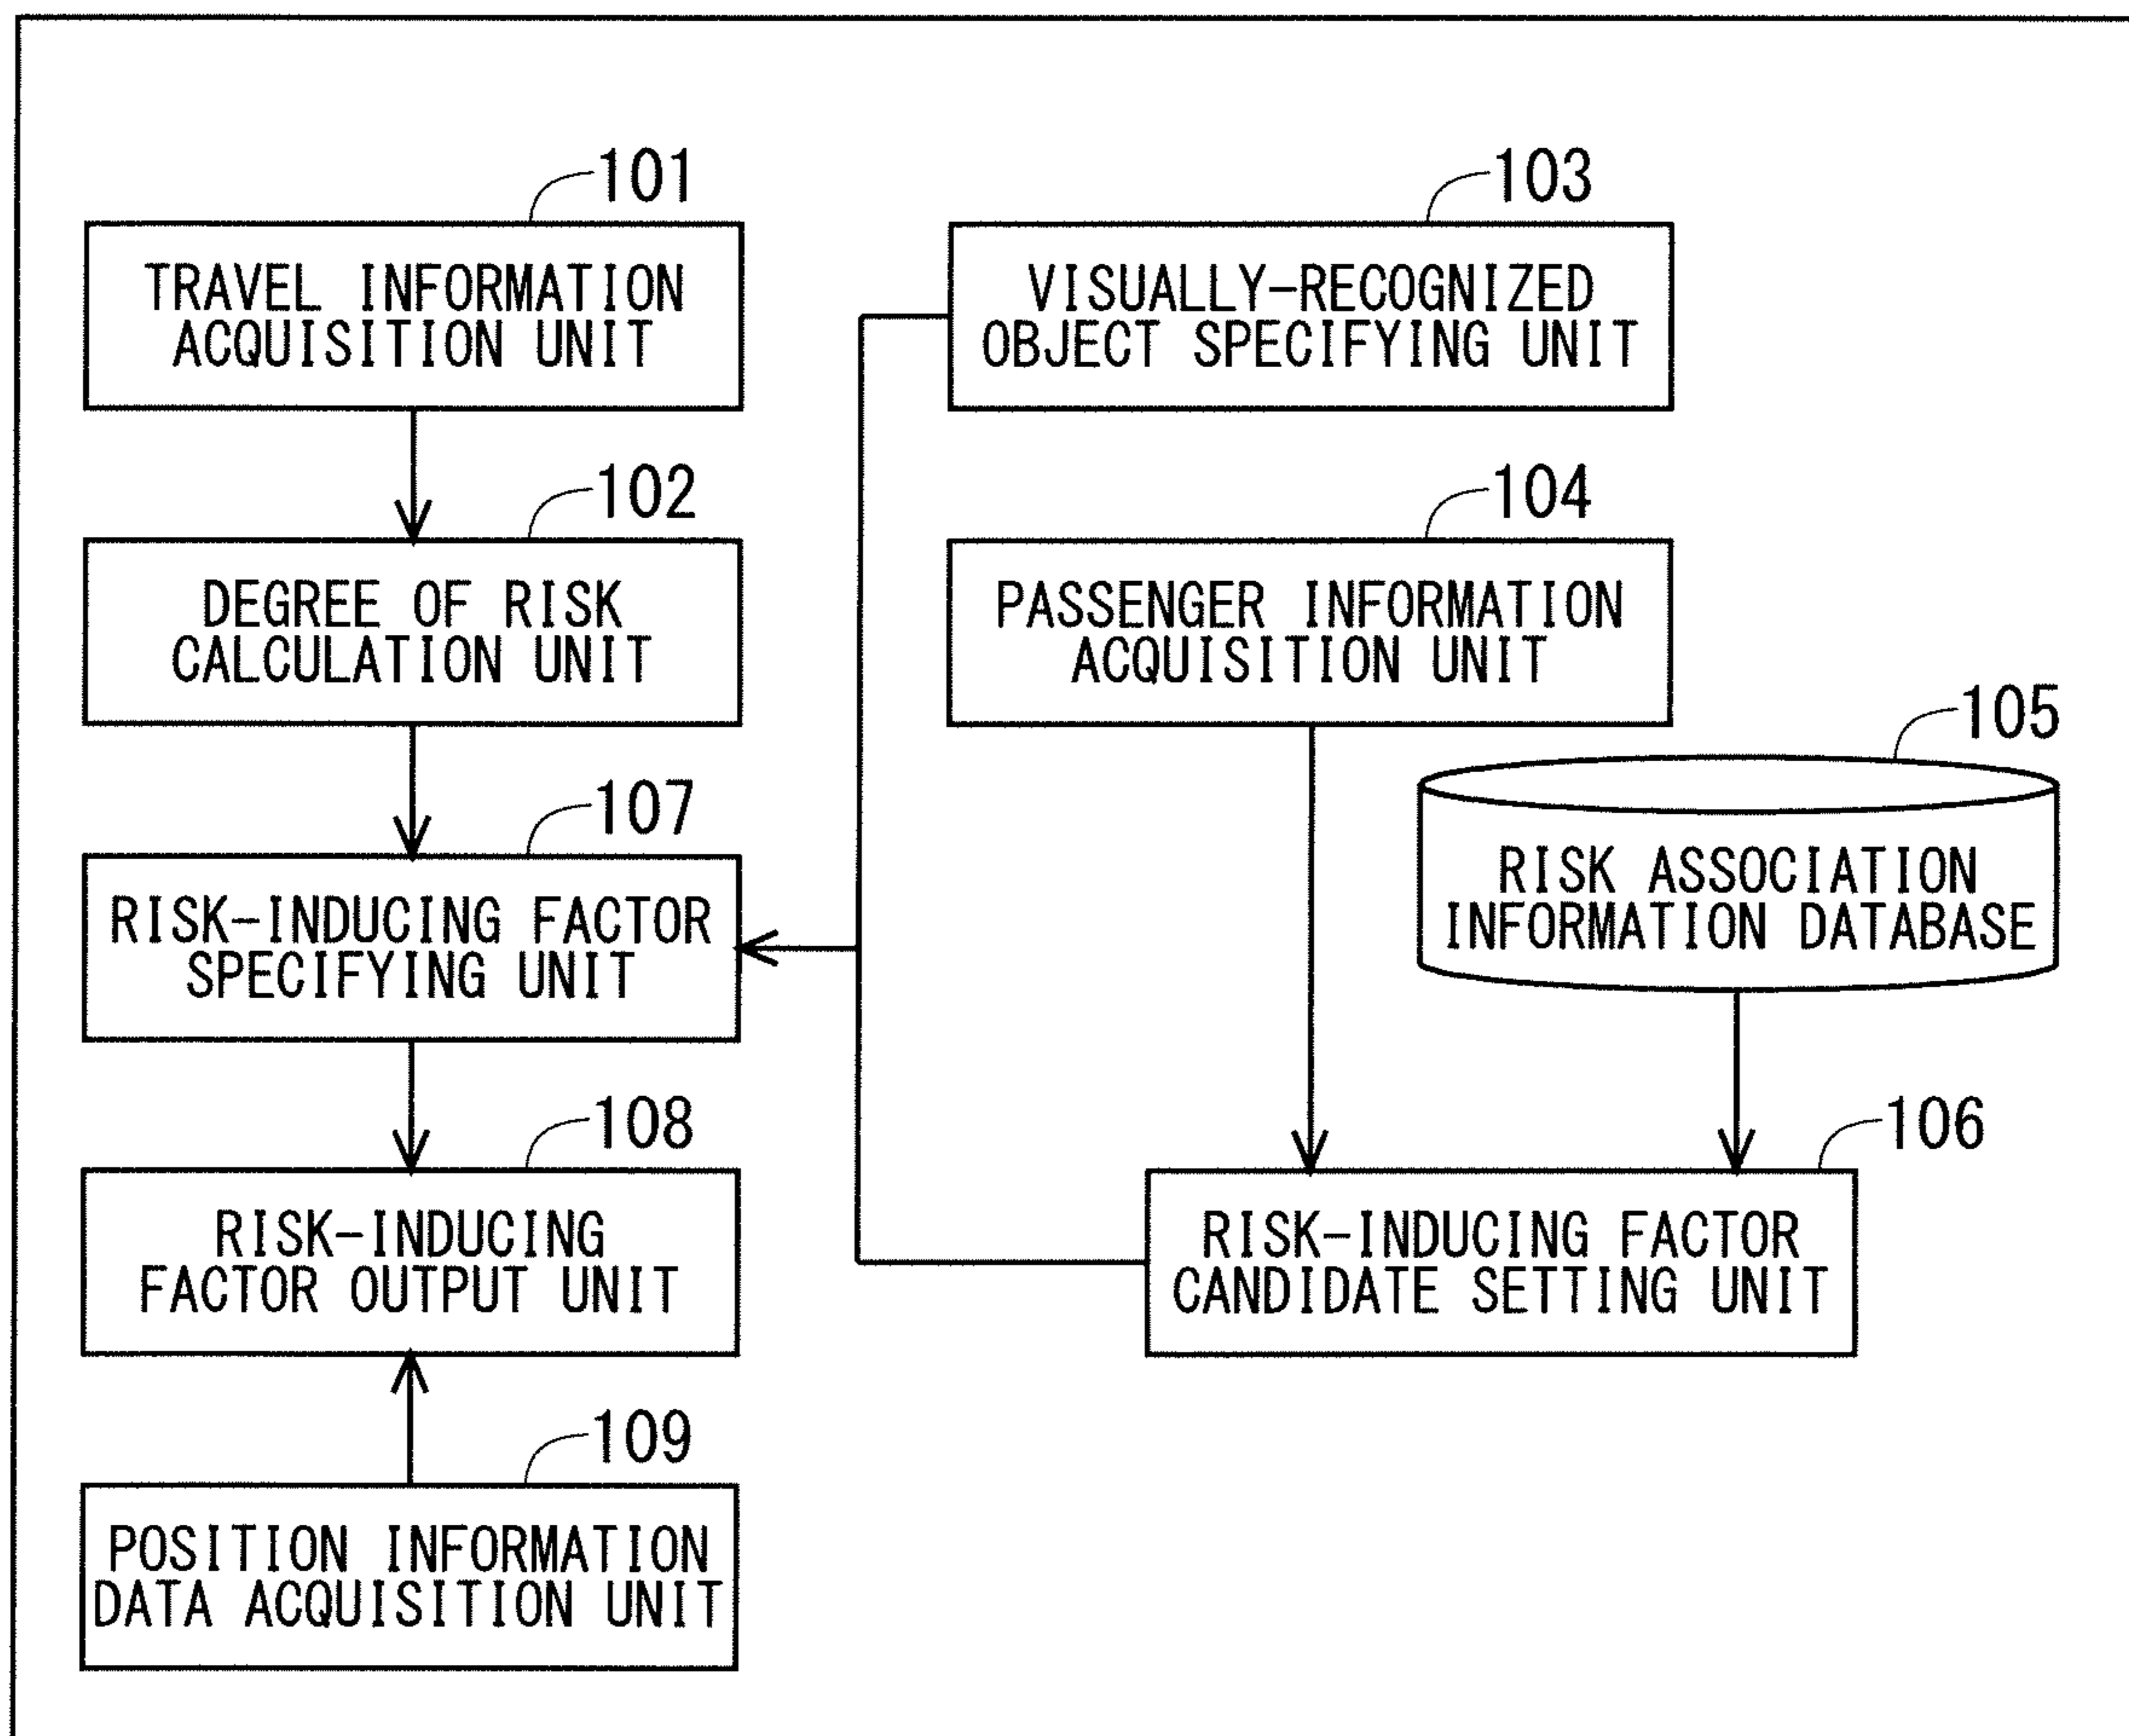 101
TRAVEL INFORMATION
ACQUISITION UNIT
103
VISUALLY-RECOGNIZED
OBJECT SPECIFYING UNIT
102
DEGREE OF RISK
CALCULATION UNIT
104
PASSENGER INFORMATION
ACQUISITION UNIT
105
RISK ASSOCIATION
INFORMATION DATABASE
107
RISK-INDUCING FACTOR
SPECIFYING UNIT
108
RISK-INDUCING
FACTOR OUTPUT UNIT
106
RISK-INDUCING FACTOR
CANDIDATE SETTING UNIT
109
POSITION INFORMATION
DATA ACQUISITION UNIT